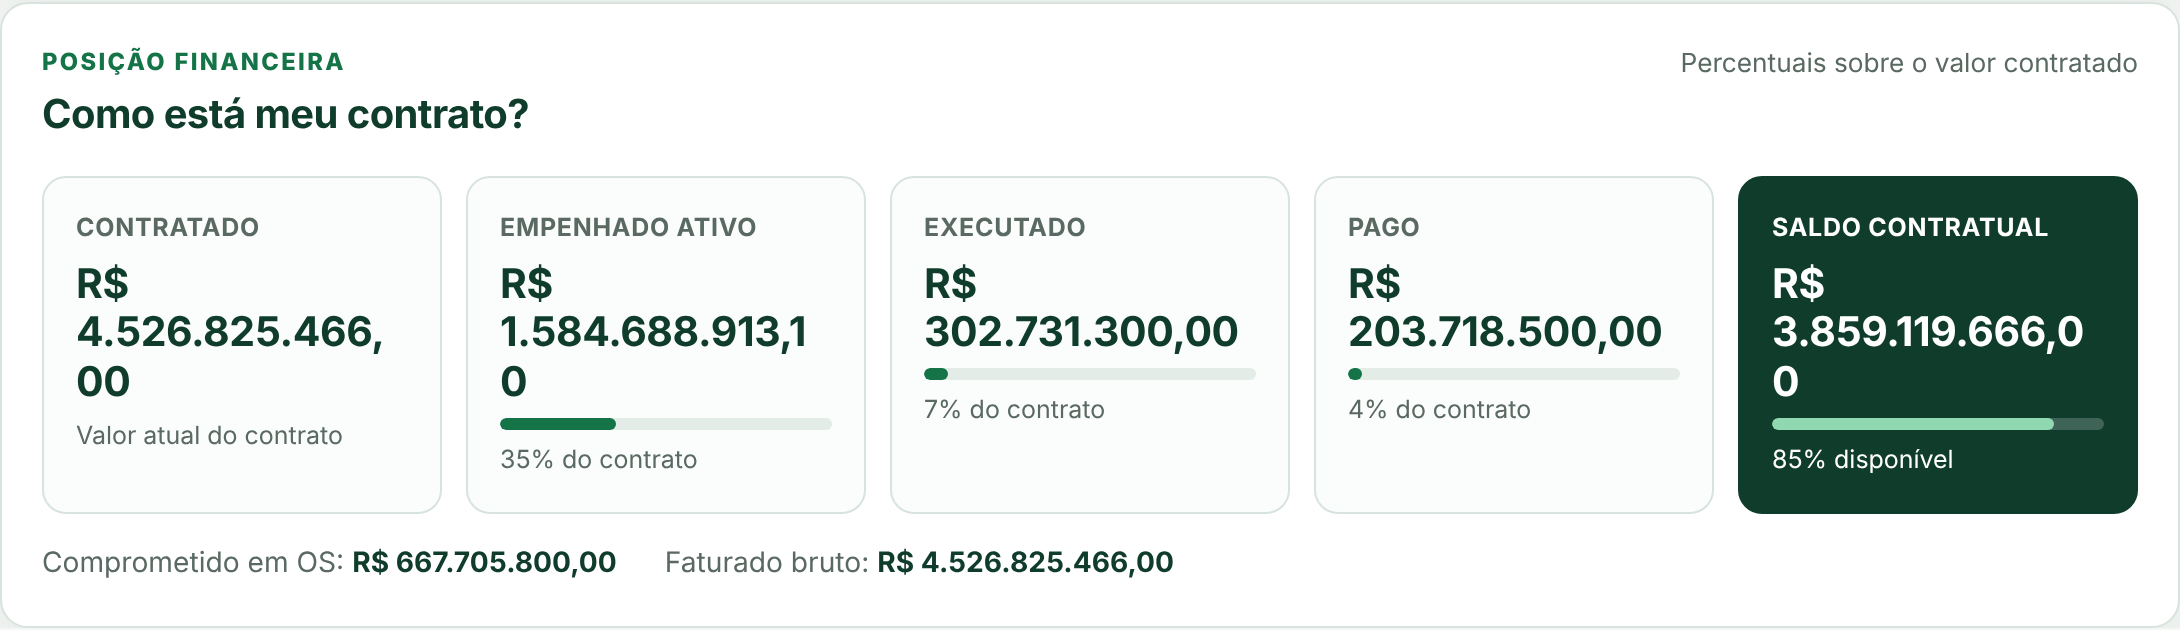 POSIÇÃO FINANCEIRA
Percentuais sobre o valor contratado
Como está meu contrato?
CONTRATADO
R$
4.526.825.466,
00
Valor atual do contrato
EMPENHADO ATIVO
R$
1.584.688.913,1
0
35% do contrato
EXECUTADO
R$
302.731.300,00
7% do contrato
PAGO
R$
203.718.500,00
4% do contrato
SALDO CONTRATUAL
R$
3.859.119.666,0
0
85% disponível
Comprometido em OS: R$ 667.705.800,00 Faturado bruto: R$ 4.526.825.466,00